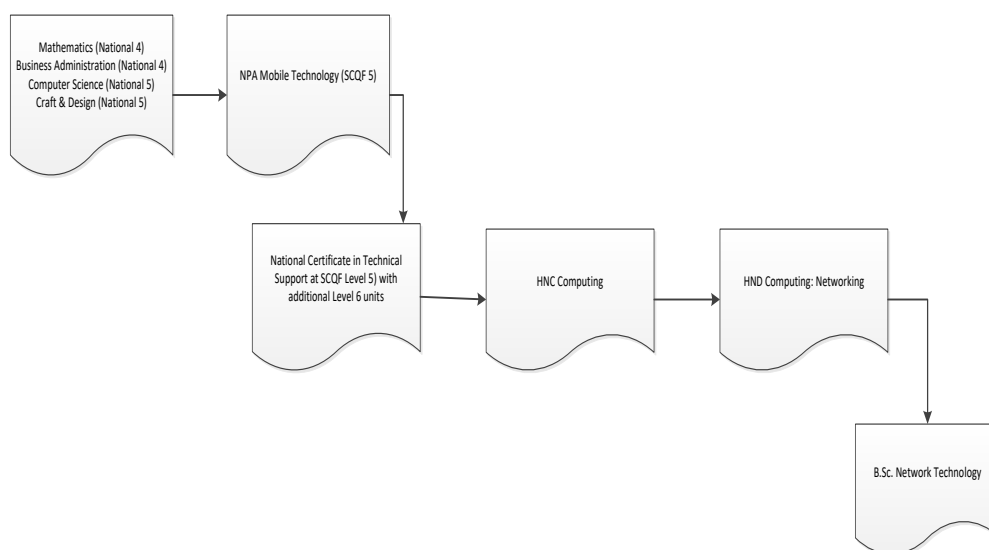 Mathematics (National 4)
Business Administration (National 4)
Computer Science (National 5)
Craft & Design (National 5)
NPA Mobile Technology (SCQF 5)
National Certificate in Technical
Support at SCQF Level 5) with
additional Level 6 units
HNC Computing
HND Computing: Networking
B.Sc. Network Technology